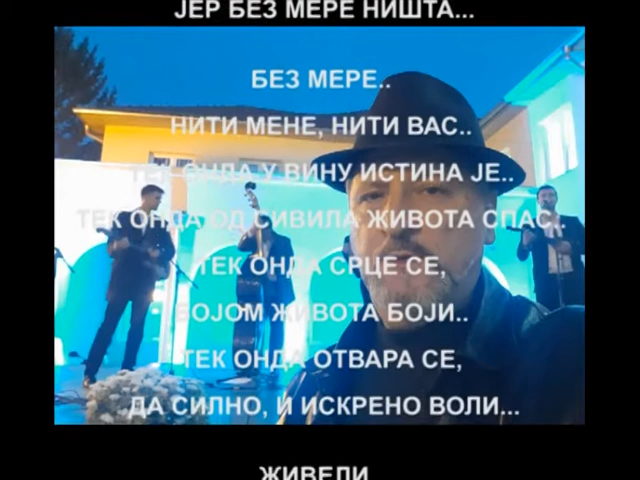 ЈЕР БЕЗ МЕРЕ НИШТА...
БЕЗ МЕРЕ..
НИТИ МЕНЕ, НИТИ ВАС..
ТЕК ОНДА У ВИНУ ИСТИНА ЈЕ..
ТЕК ОНДА ОД СИВИЛА ЖИВОТА СПАС..
ТЕК ОНДА СРЦЕ СЕ,
БОЈОМ ЖИВОТА БОЈИ..
ТЕК ОНДА ОТВАРА СЕ,
ДА СИЛНО, И ИСКРЕНО ВОЛИ...
ЖИВЕЛИ